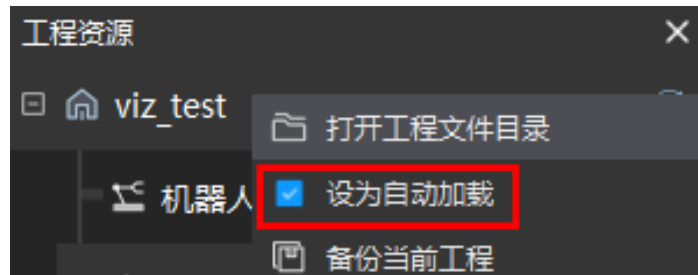 工程资源
viz_test
打开工程文件目录
机器人
设为自动加载
备份当前工程